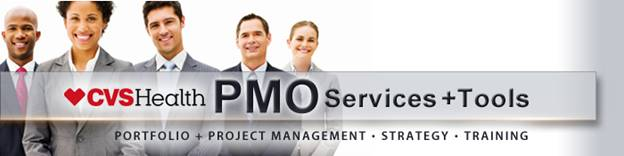 CVSHealth PMO Services + Tools
PORTFOLIO + PROJECT MANAGEMENT • STRATEGY • TRAINING